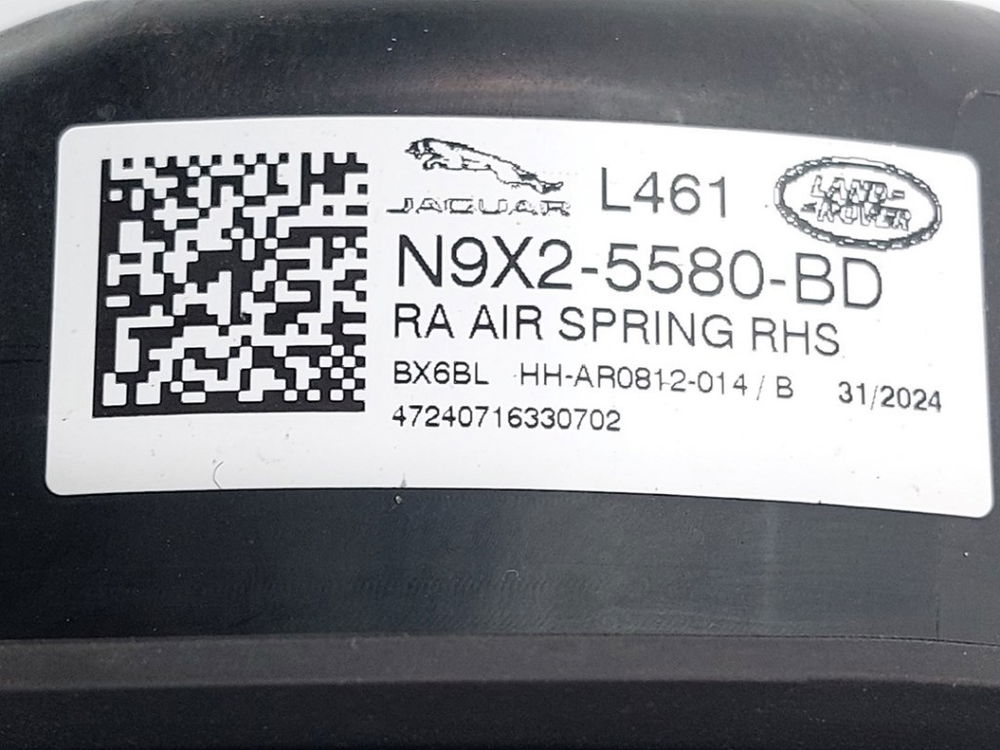 JAGUAR L461 LAND-ROVER
N9X2-5580-BD
RA AIR SPRING RHS
BX6BL HH-AR0812-014 / B 31/2024
47240716330702